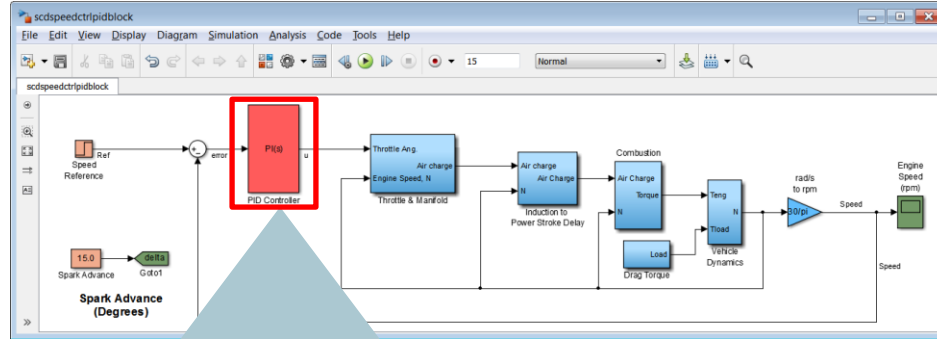 scdspeedctrlpidblock
File Edit View Display Diagram Simulation Analysis Code Tools Help
15
Normal
scdspeedctrlpidblock
Ref
Speed
Reference
+_
error
PI(s)
u
PID Controller
Throttle Ang.
Air charge
Engine Speed, N
Throttle & Manifold
Air charge
Air Charge
N
Induction to
Power Stroke Delay
Combustion
Air Charge
Torque
N
Load
Drag Torque
Teng
N
Tload
Vehicle
Dynamics
rad/s
to rpm
30/pi
Speed
Engine
Speed
(rpm)
Speed
15.0
Spark Advance
delta
Goto1
Spark Advance
(Degrees)